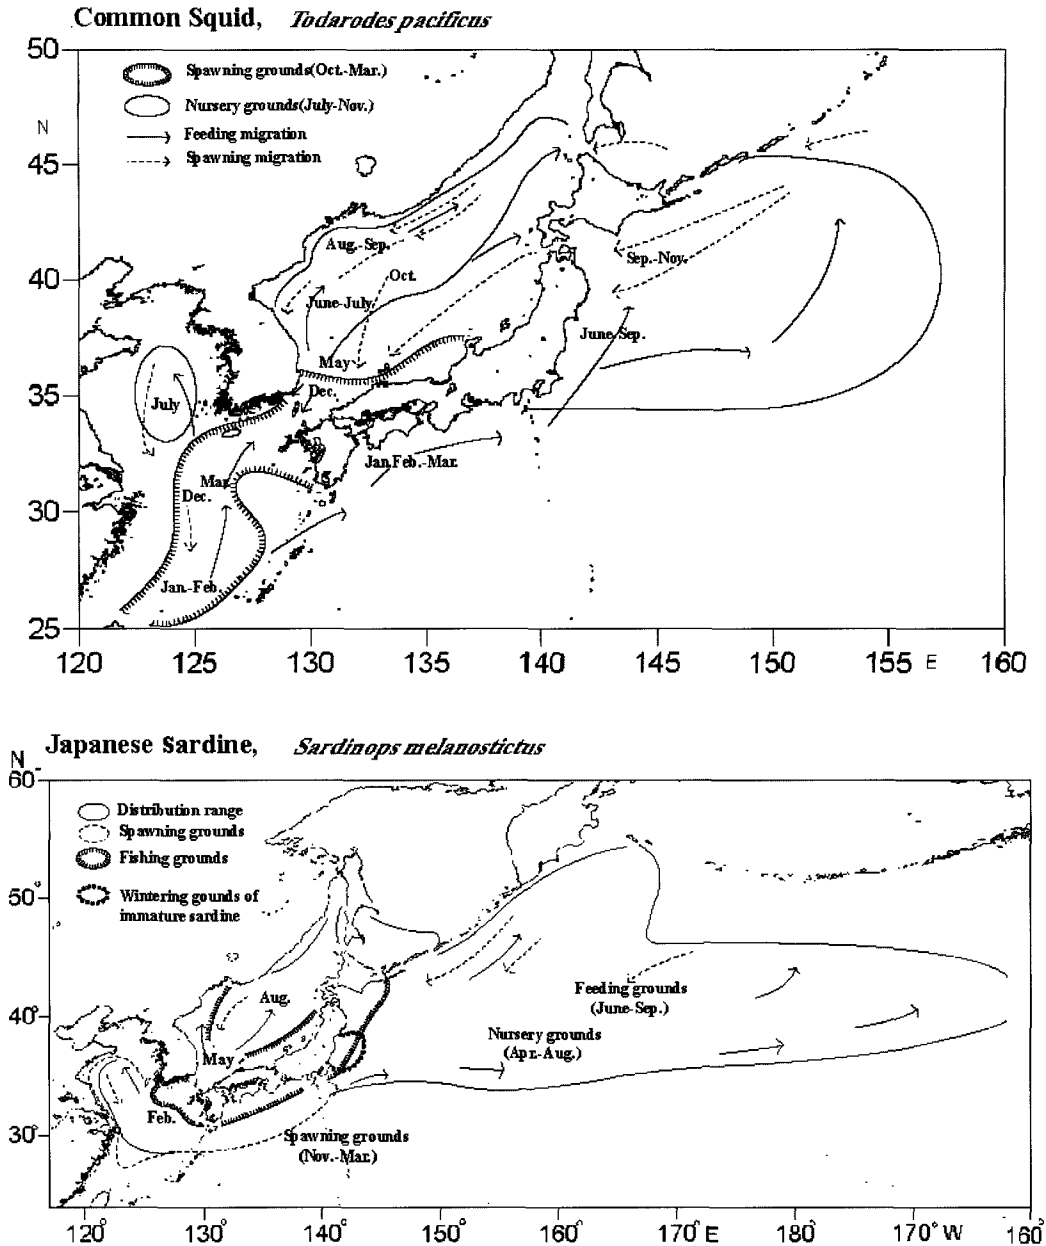 Common Squid, Todarodes pacificus
50
Spawning grounds(Oct.-Mar.)
Nursery grounds(July-Nov.)
N
Feeding migration
Spawning migration
45
Aug.-Sep.
Sep.-Nov.
Oct.
40
June-July
June-Sep.
May
Dec.
35
July
Jan.Feb.-Mar.
Mar.
Dec.
30
Jan.-Feb.
25
120 125 130 135 140 145 150 155 E 160
Japanese Sardine, Sardinops melanostictus
N
60
Distribution range
Spawning grounds
Fishing grounds
50°
Wintering gounds of
immature sardine
Aug.
Feeding grounds
(June-Sep.)
40°
Nursery grounds
(Apr.-Aug.)
May
Feb.
30°
Spawning grounds
(Nov.-Mar.)
120° 130° 140° 150° 160° 170° E 180° 170° W 160°